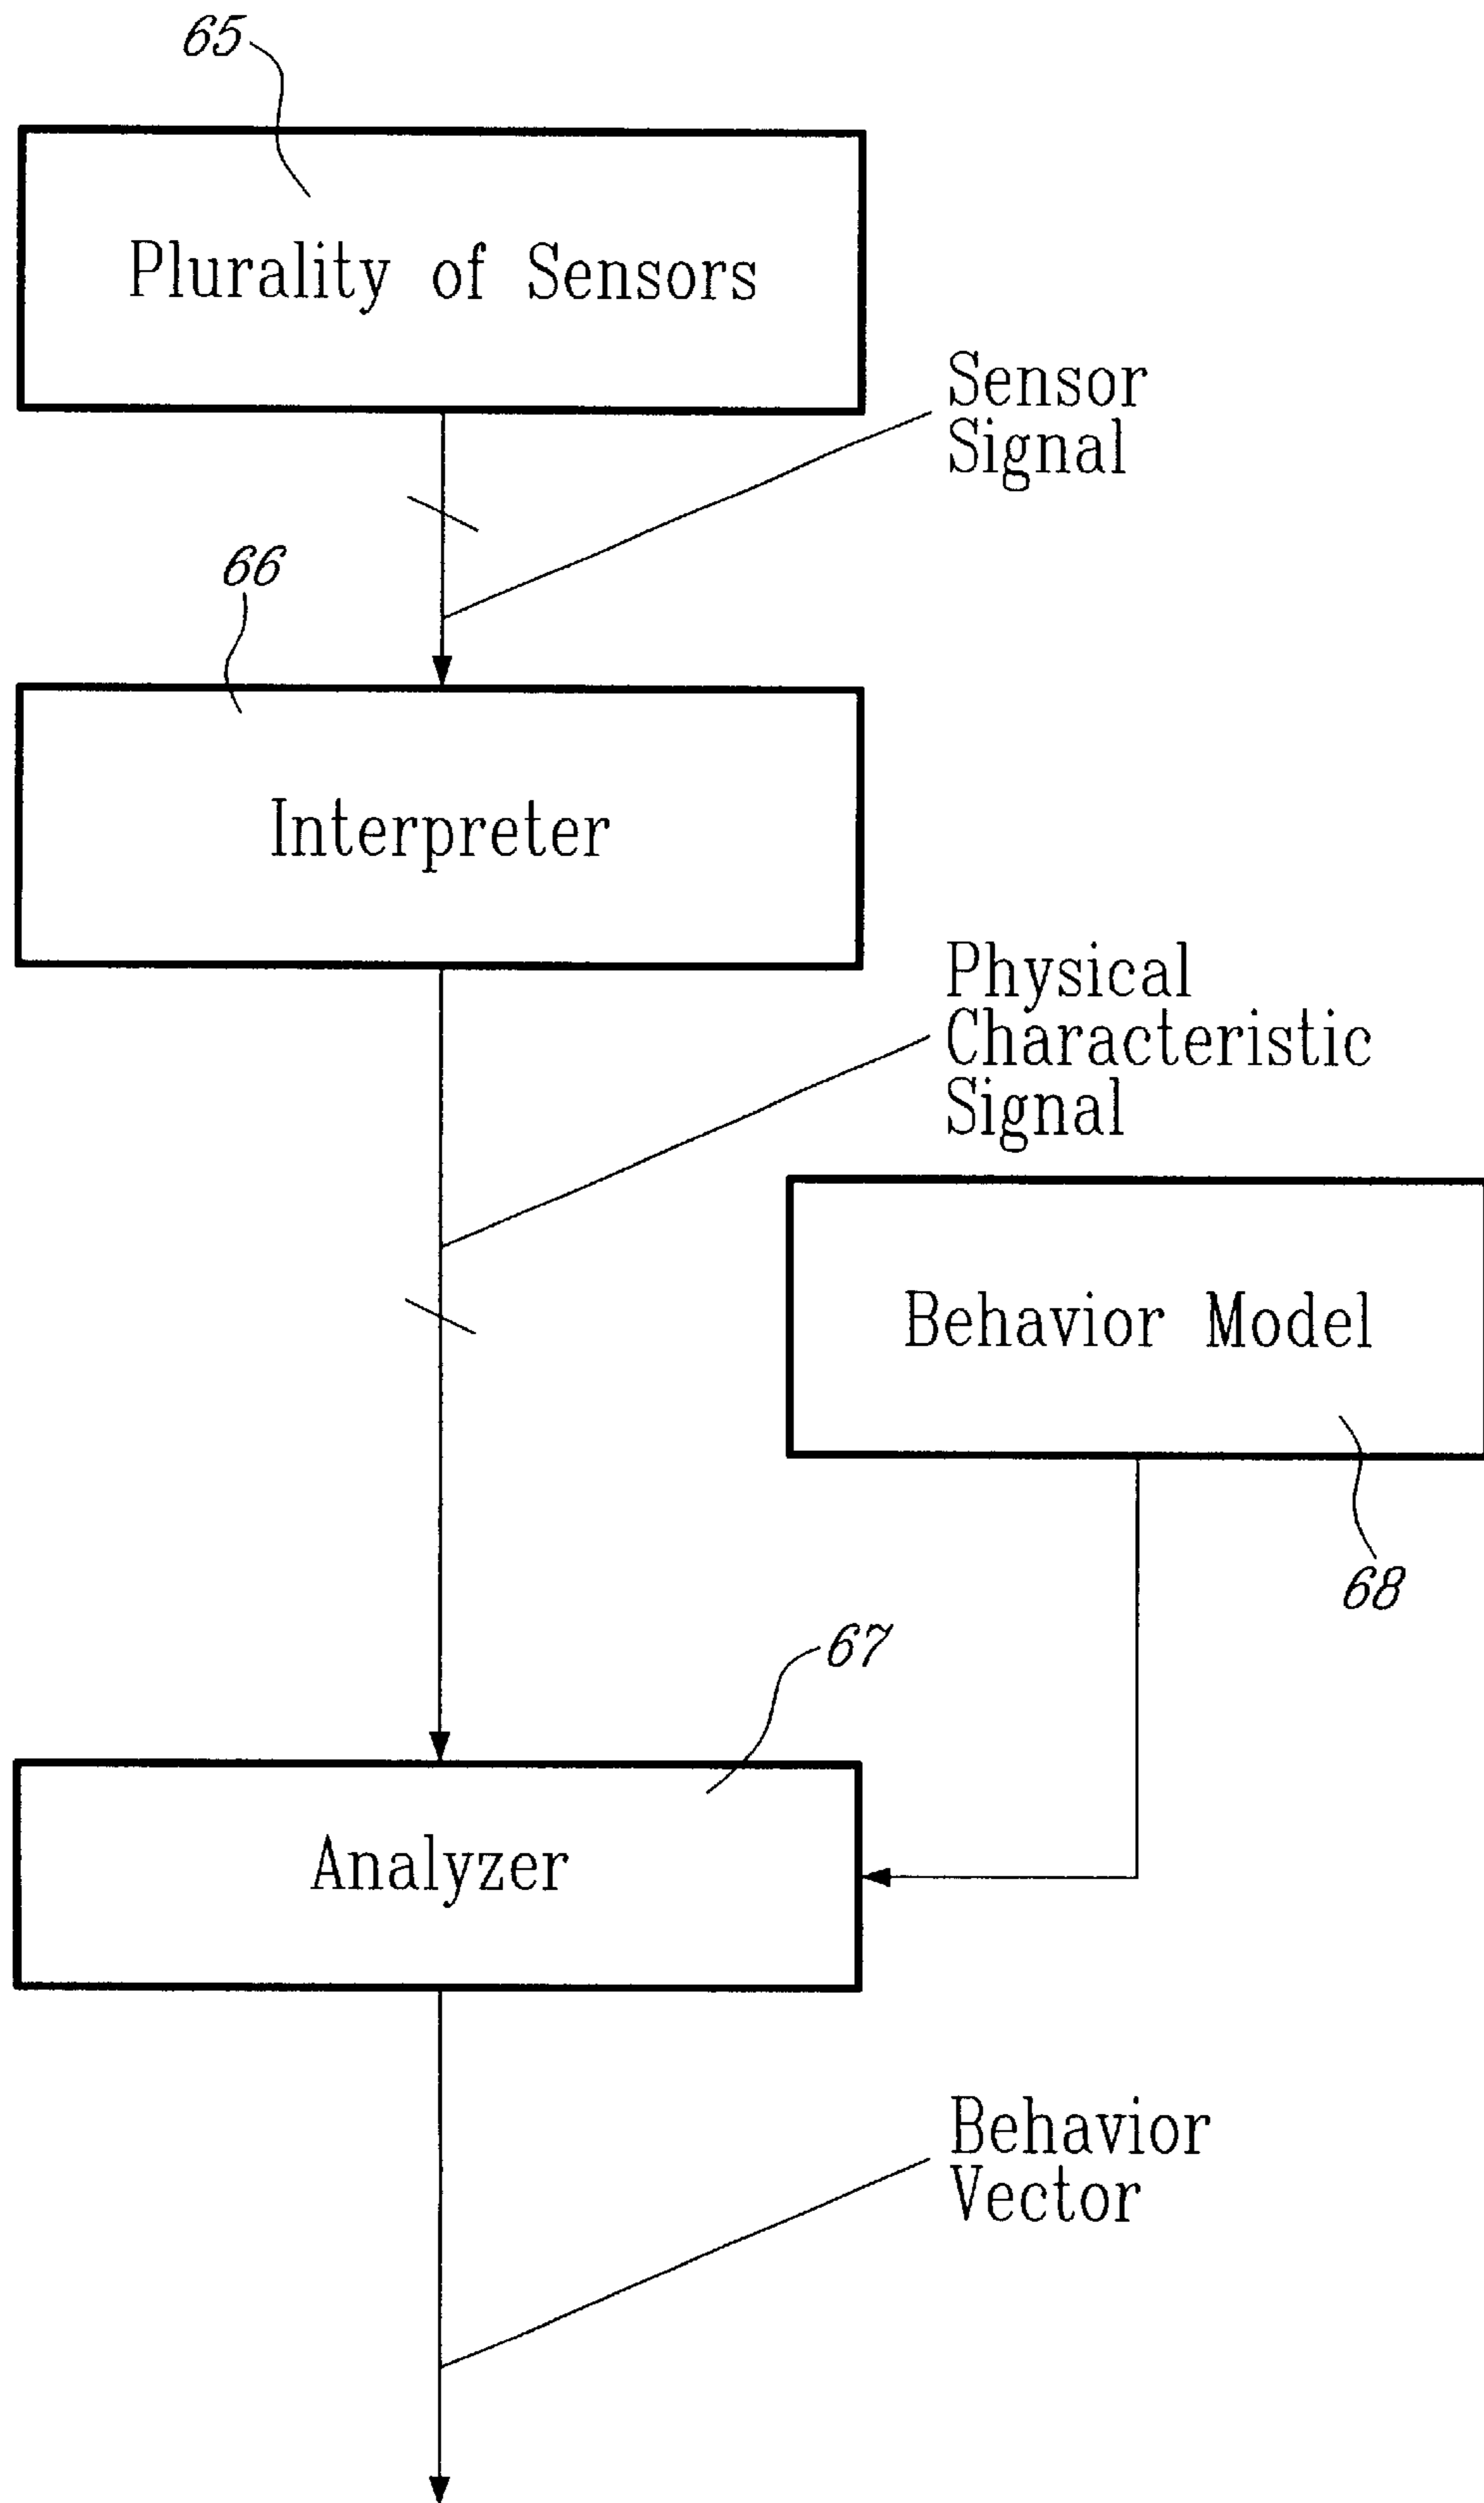 65
Plurality of Sensors
Sensor
Signal
66
Interpreter
Physical
Characteristic
Signal
Behavior Model
68
67
Analyzer
Behavior
Vector